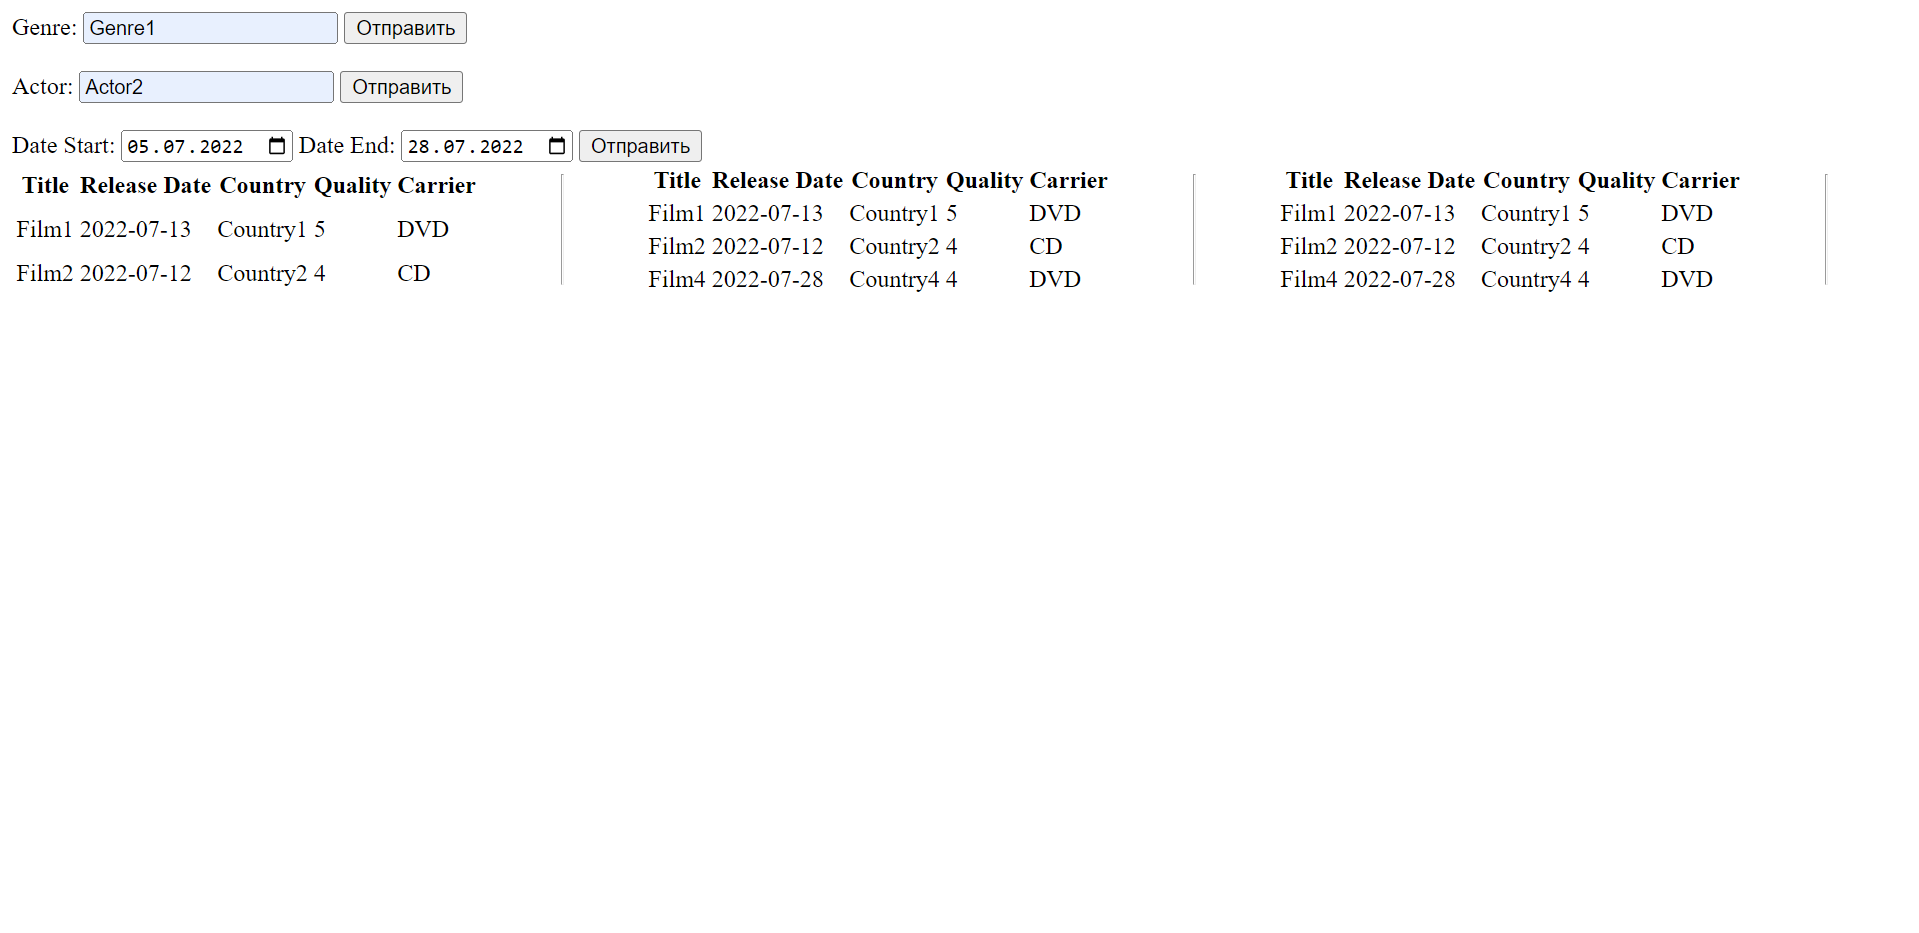 Genre: Genre1 Отправить
Actor: Actor2 Отправить
Date Start: 05.07.2022 Date End: 28.07.2022 Отправить
Title Release Date Country Quality Carrier
Film1 2022-07-13 Country1 5 DVD
Film2 2022-07-12 Country2 4 CD
Title Release Date Country Quality Carrier
Film1 2022-07-13 Country1 5 DVD
Film2 2022-07-12 Country2 4 CD
Film4 2022-07-28 Country4 4 DVD
Title Release Date Country Quality Carrier
Film1 2022-07-13 Country1 5 DVD
Film2 2022-07-12 Country2 4 CD
Film4 2022-07-28 Country4 4 DVD